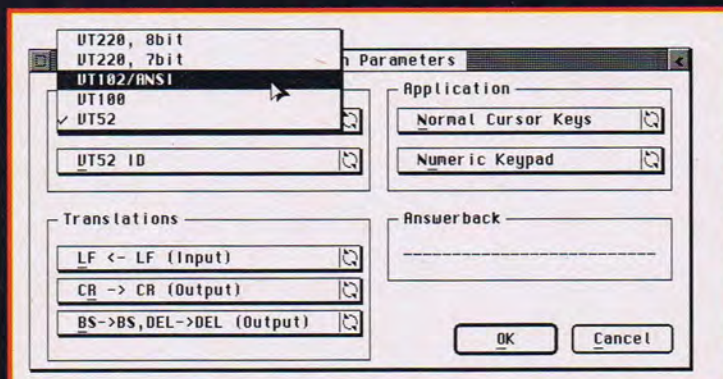 VT220, 8bit
VT220, 7bit
VT102/ANSI
VT100
✓ VT52
Parameters
VT52 ID
Application
Normal Cursor Keys
Numeric Keypad
Translations
LF <- LF (Input)
CR -> CR (Output)
BS->BS,DEL->DEL (Output)
Answerback
--------------------------
OK
Cancel